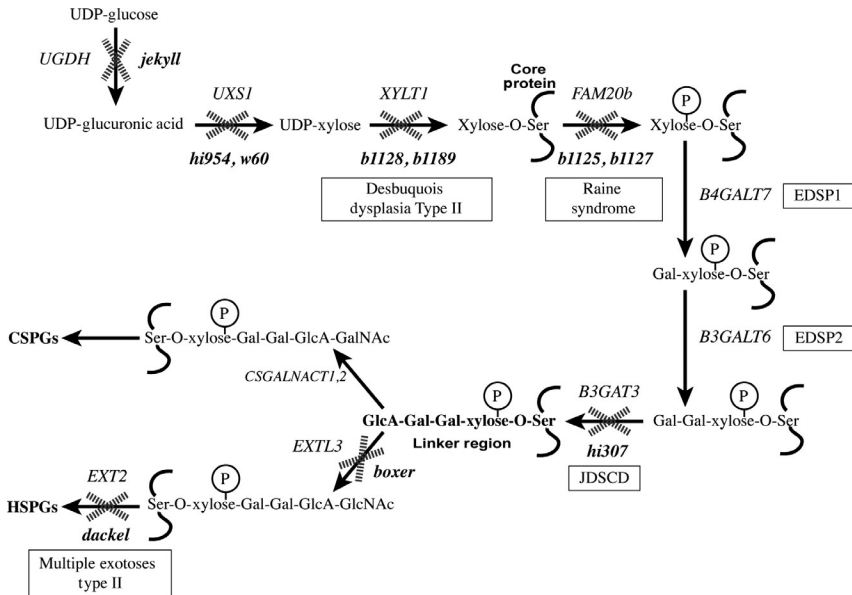 UDP-glucose
UGDH
jekyll
UDP-glucuronic acid
UXS1
hi954, w60
UDP-xylose
XYLT1
b1128, b1189
Desbuquois
dysplasia Type II
Core
protein
Xylose-O-Ser
FAM20b
b1125, b1127
Raine
syndrome
P
Xylose-O-Ser
B4GALT7
EDSP1
P
Gal-xylose-O-Ser
B3GALT6
EDSP2
P
Gal-Gal-xylose-O-Ser
B3GAT3
hi307
JDSCD
P
GlcA-Gal-Gal-xylose-O-Ser
Linker region
CSGALNACT1,2
P
Ser-O-xylose-Gal-Gal-GlcA-GalNAc
CSPGs
EXTL3
boxer
P
Ser-O-xylose-Gal-Gal-GlcA-GlcNAc
EXT2
dackel
HSPGs
Multiple exotoses
type II